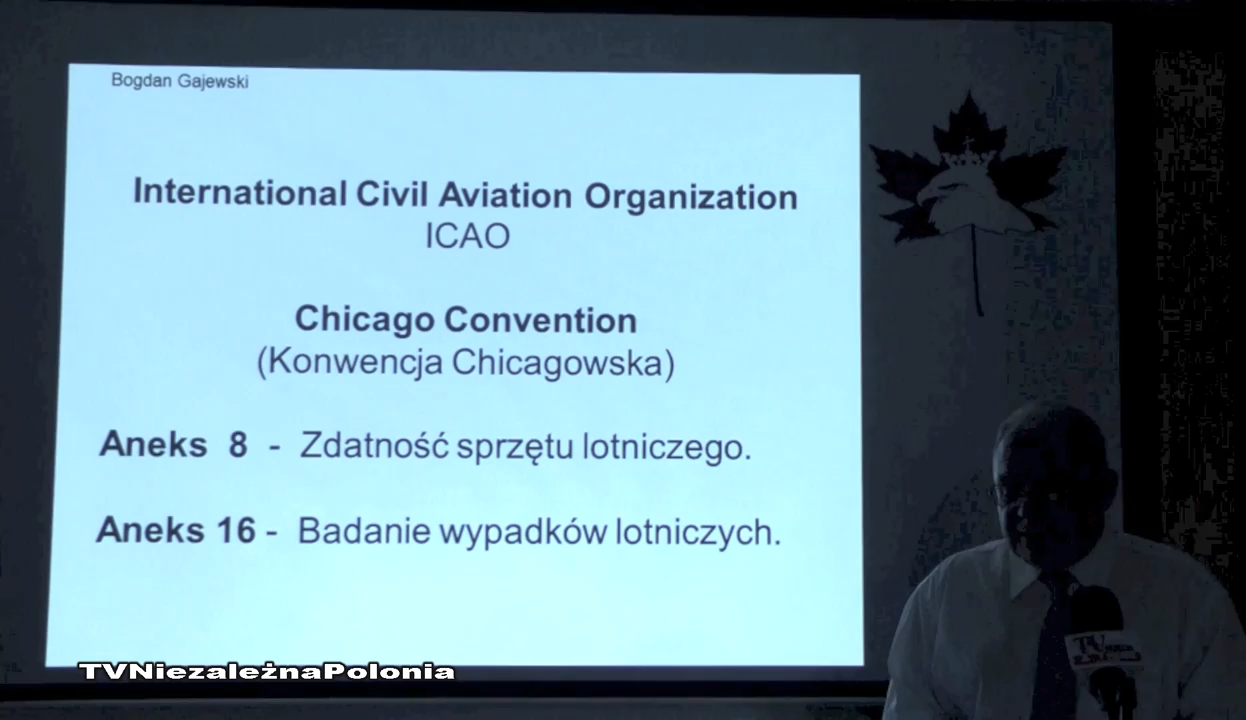 Bogdan Gajewski
International Civil Aviation Organization
ICAO
Chicago Convention
(Konwencja Chicagowska)
Aneks 8 - Zdatność sprzętu lotniczego.
Aneks 16 - Badanie wypadków lotniczych.
TVNiezależnaPolonia
TV